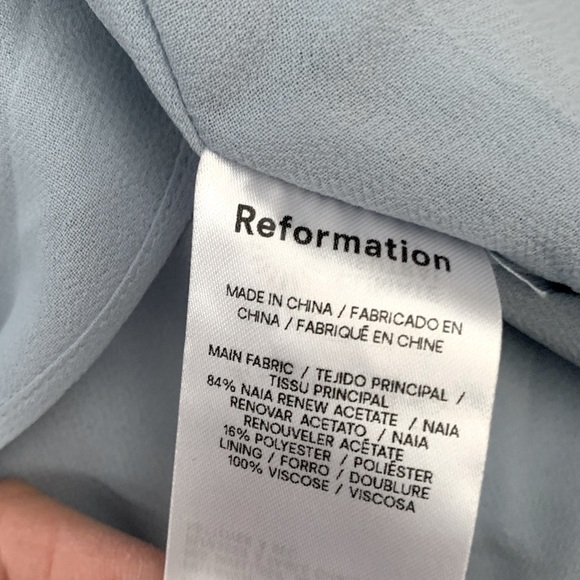 Reformation
MADE IN CHINA / FABRICADO EN
CHINA / FABRIQUÉ EN CHINE
MAIN FABRIC / TEJIDO PRINCIPAL /
TISSU PRINCIPAL
84% NAIA RENEW ACETATE / NAIA
RENOVAR ACETATO / NAIA
RENOUVELER ACÉTATE
16% POLYESTER / POLIÉSTER
LINING / FORRO / DOUBLURE
100% VISCOSE / VISCOSA